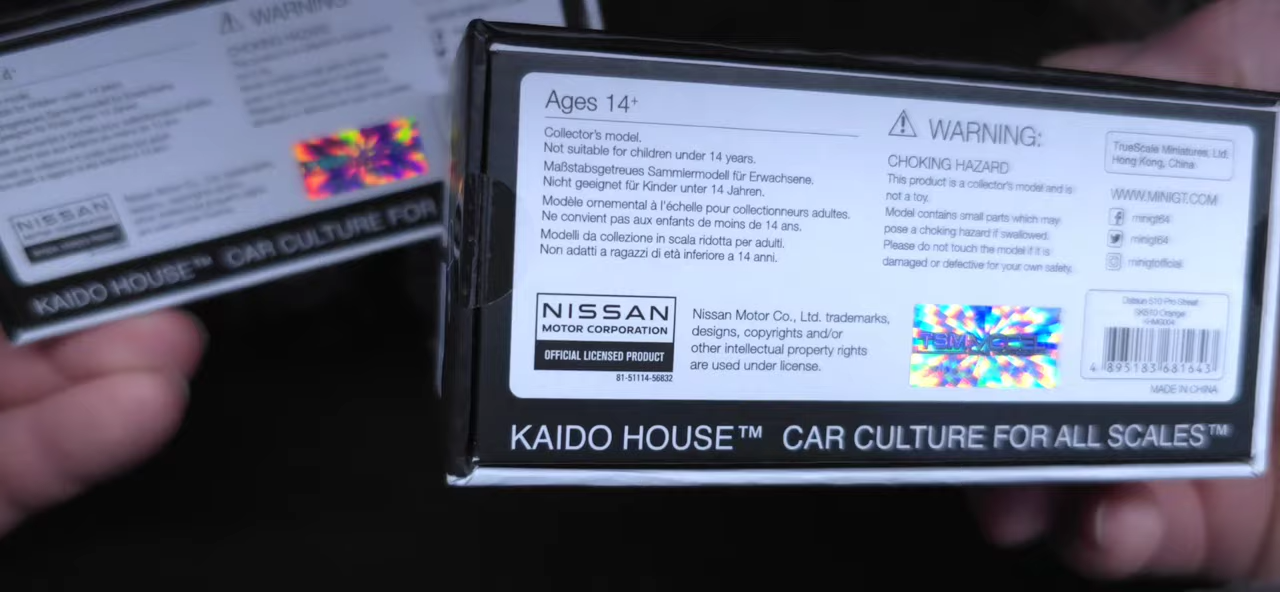 WARNING:
CHOKING HAZARD
NISSAN
KAIDO HOUSE™ CAR CULTURE FOR
Ages 14+
Collector's model.
Not suitable for children under 14 years.
Maßstabsgetreues Sammlermodell für Erwachsene.
Nicht geeignet für Kinder unter 14 Jahren.
Modèle ornemental à l'échelle pour collectionneurs adultes.
Ne convient pas aux enfants de moins de 14 ans.
Modelli da collezione in scala ridotta per adulti.
Non adatti a ragazzi di età inferiore a 14 anni.
WARNING:
CHOKING HAZARD
This product is a collector's model and is
not a toy.
Model contains small parts which may
pose a choking hazard if swallowed.
Please do not touch the model if it is
damaged or defective for your own safety.
TrueScale Miniatures, Ltd.
Hong Kong, China
WWW.MINIGT.COM
minigt64
minigt64
minigtofficial
NISSAN
MOTOR CORPORATION
OFFICIAL LICENSED PRODUCT
81-51114-56832
Nissan Motor Co., Ltd. trademarks,
designs, copyrights and/or
other intellectual property rights
are used under license.
TSM MODEL
Datsun 510 Pro Street
SK510 Orange
KHMG004
4 895183 681643
MADE IN CHINA
KAIDO HOUSE™ CAR CULTURE FOR ALL SCALES™